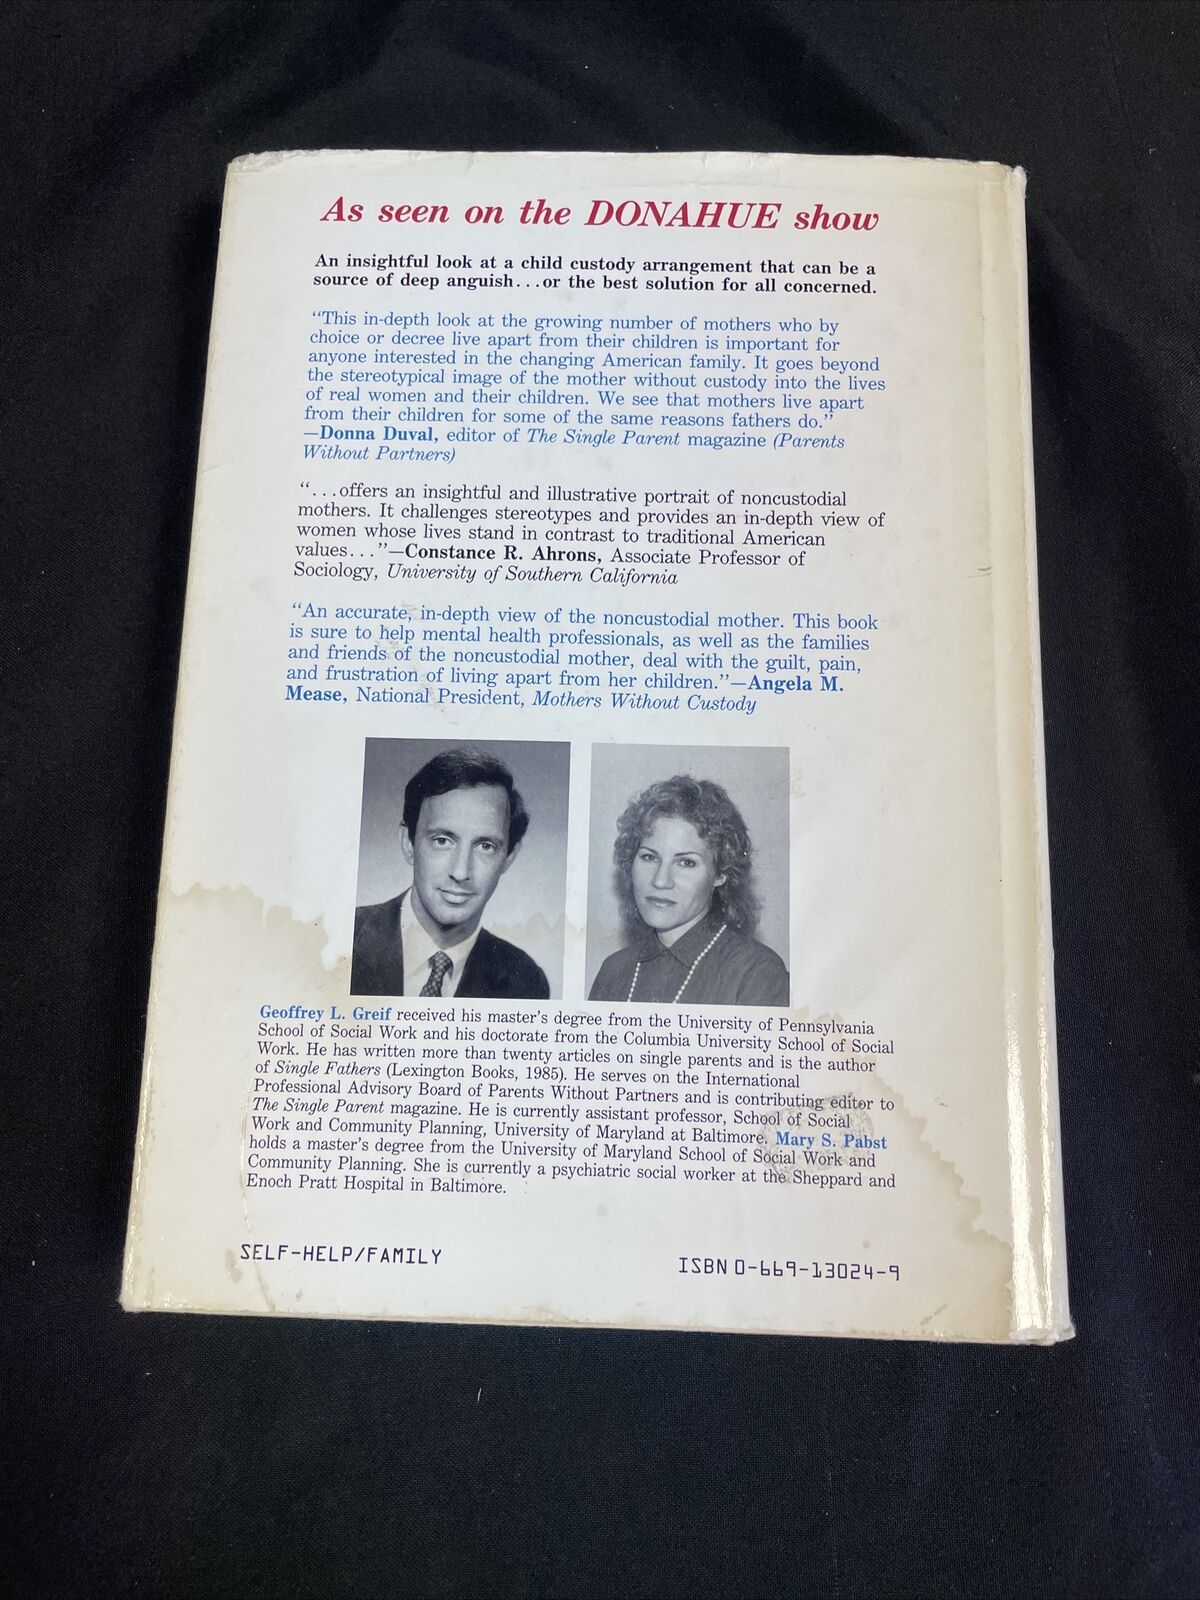 As seen on the DONAHUE show
An insightful look at a child custody arrangement that can be a
source of deep anguish...or the best solution for all concerned.
“This in-depth look at the growing number of mothers who by
choice or decree live apart from their children is important for
anyone interested in the changing American family. It goes beyond
the stereotypical image of the mother without custody into the lives
of real women and their children. We see that mothers live apart
from their children for some of the same reasons fathers do.”
—Donna Duval, editor of The Single Parent magazine (Parents
Without Partners)
“...offers an insightful and illustrative portrait of noncustodial
mothers. It challenges stereotypes and provides an in-depth view of
women whose lives stand in contrast to traditional American
values...”—Constance R. Ahrons, Associate Professor of
Sociology, University of Southern California
“An accurate, in-depth view of the noncustodial mother. This book
is sure to help mental health professionals, as well as the families
and friends of the noncustodial mother, deal with the guilt, pain,
and frustration of living apart from her children.”—Angela M.
Mease, National President, Mothers Without Custody
Geoffrey L. Greif received his master's degree from the University of Pennsylvania
School of Social Work and his doctorate from the Columbia University School of Social
Work. He has written more than twenty articles on single parents and is the author
of Single Fathers (Lexington Books, 1985). He serves on the International
Professional Advisory Board of Parents Without Partners and is contributing editor to
The Single Parent magazine. He is currently assistant professor, School of Social
Work and Community Planning, University of Maryland at Baltimore. Mary S. Pabst
holds a master's degree from the University of Maryland School of Social Work and
Community Planning. She is currently a psychiatric social worker at the Sheppard and
Enoch Pratt Hospital in Baltimore.
SELF-HELP/FAMILY
ISBN 0-669-13024-9